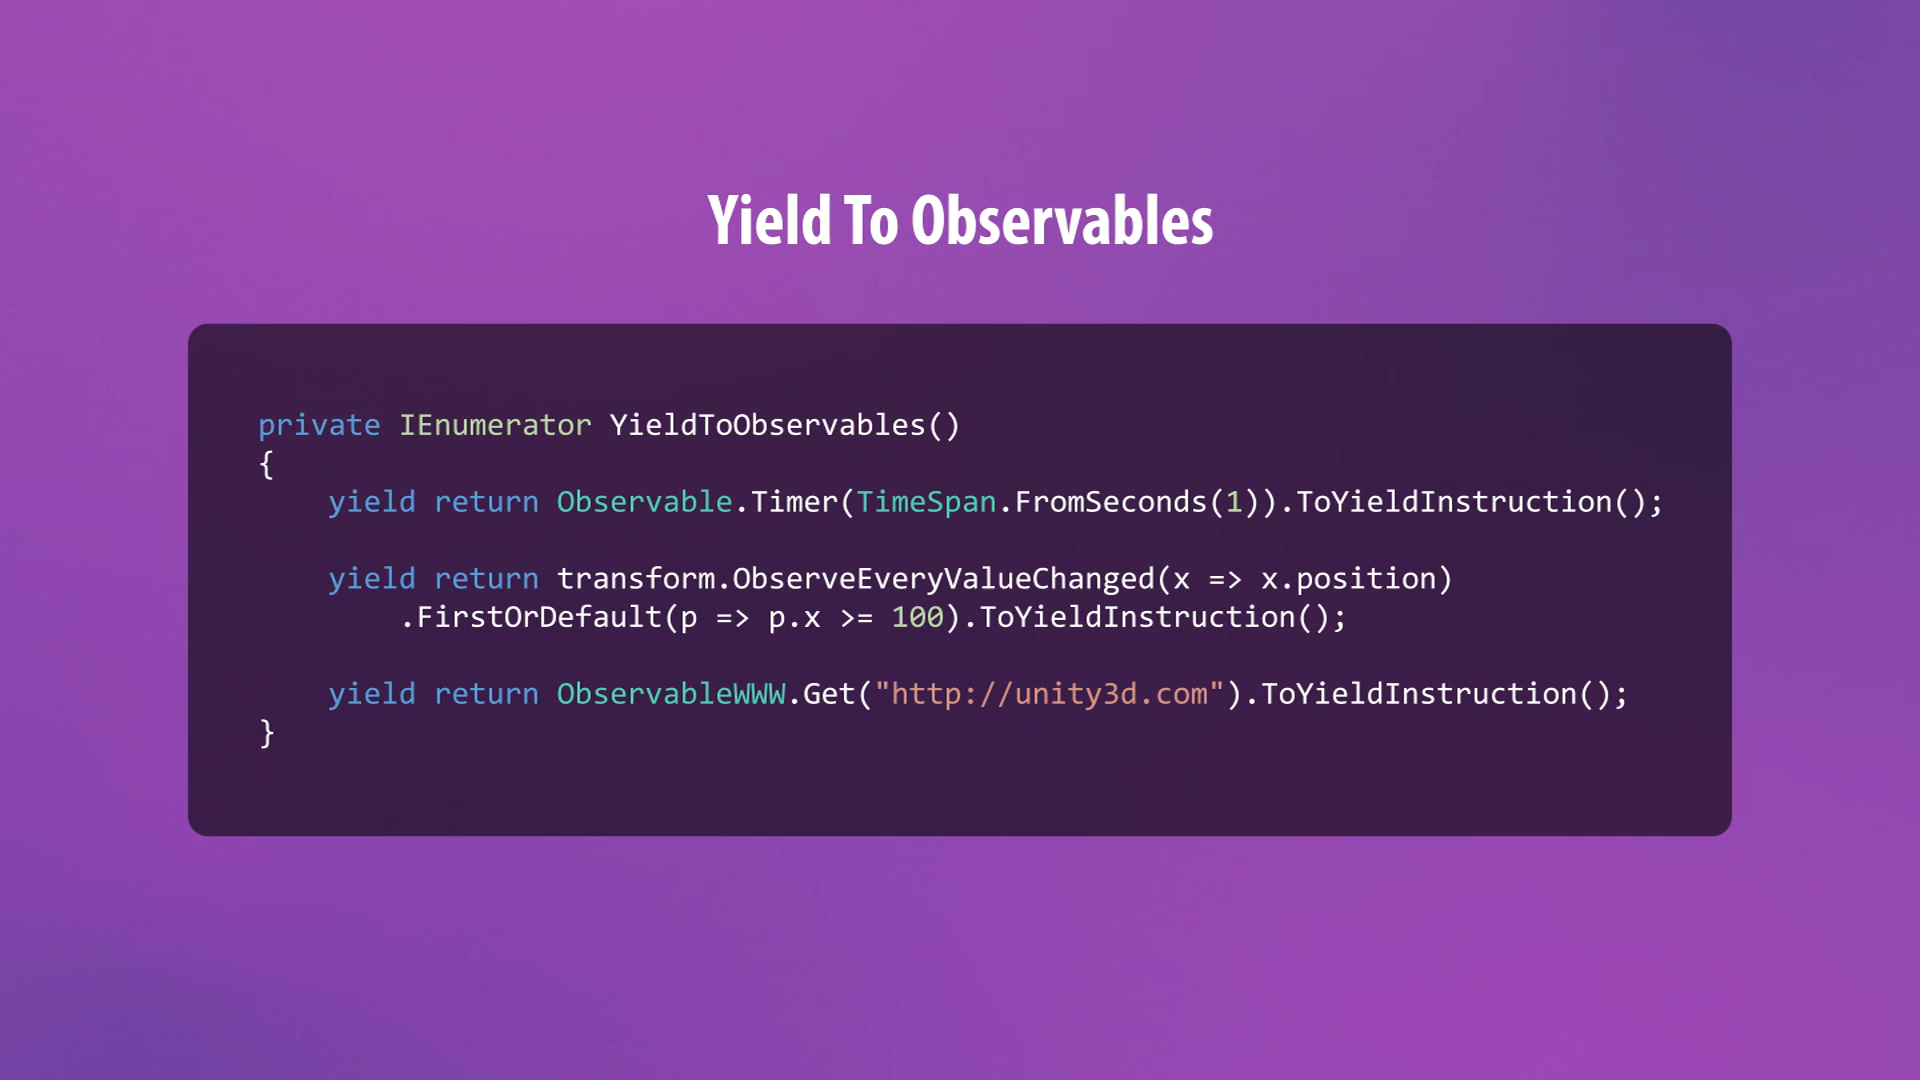 Yield To Observables
private IEnumerator YieldToObservables()
{
    yield return Observable.Timer(TimeSpan.FromSeconds(1)).ToYieldInstruction();
    yield return transform.ObserveEveryValueChanged(x => x.position)
        .FirstOrDefault(p => p.x >= 100).ToYieldInstruction();
    yield return ObservableWWW.Get("http://unity3d.com").ToYieldInstruction();
}